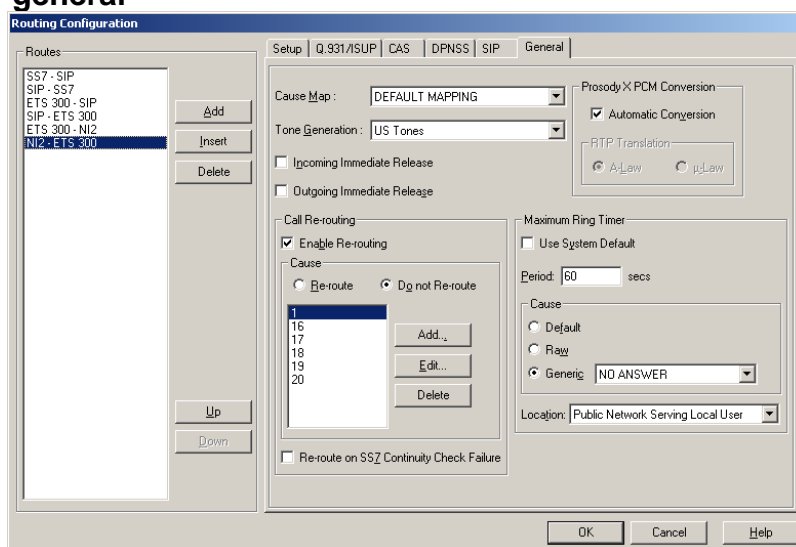 general
Routing Configuration
Routes
SS7 - SIP
SIP - SS7
ETS 300 - SIP
SIP - ETS 300
ETS 300 - NI2
NI2 - ETS 300
Add
Insert
Delete
Up
Down
Setup Q.931/ISUP CAS DPNSS SIP General
Cause Map : DEFAULT MAPPING
Tone Generation : US Tones
Incoming Immediate Release
Outgoing Immediate Release
Prosody X PCM Conversion
Automatic Conversion
RTP Translation
A-Law µ-Law
Call Re-routing
Enable Re-routing
Cause
Re-route Do not Re-route
1
16
17
18
19
20
Add...
Edit...
Delete
Re-route on SS7 Continuity Check Failure
Maximum Ring Timer
Use System Default
Period: 60 secs
Cause
Default
Raw
Generic NO ANSWER
Location: Public Network Serving Local User
OK Cancel Help